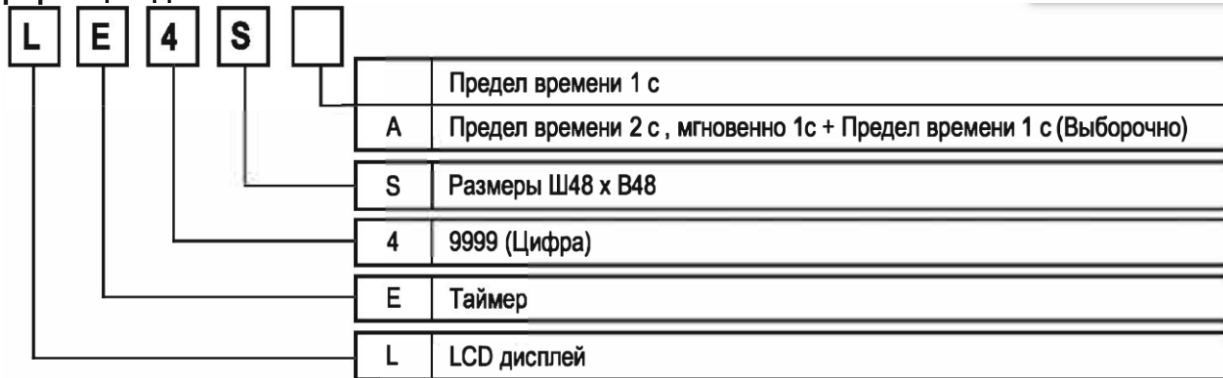 L E 4 S
Предел времени 1 с
A Предел времени 2 с , мгновенно 1с + Предел времени 1 с (Выборочно)
S Размеры Ш48 х В48
4 9999 (Цифра)
E Таймер
L LCD дисплей